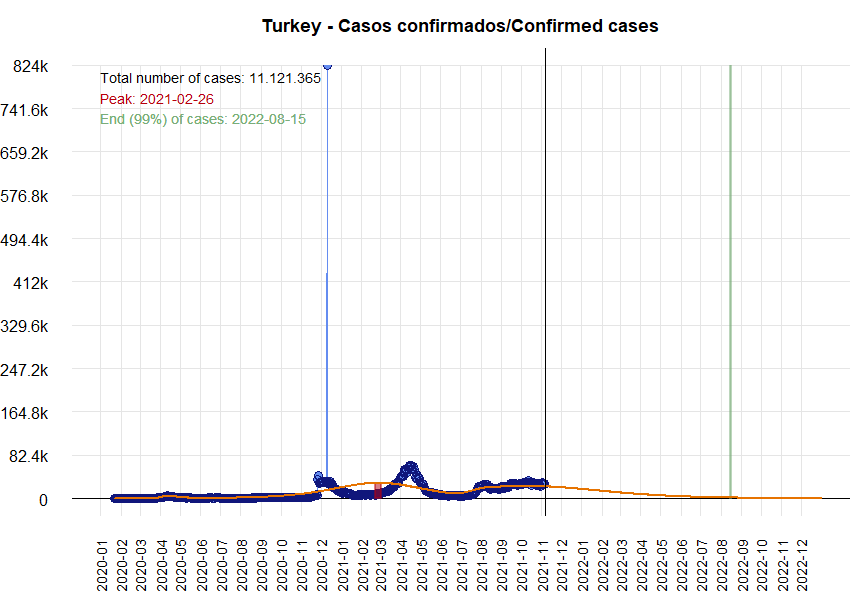 Turkey - Casos confirmados/Confirmed cases
824k
Total number of cases: 11.121.365
Peak: 2021-02-26
741.6k
End (99%) of cases: 2022-08-15
659.2k
576.8k
494.4k
412k
329.6k
247.2k
164.8k
82.4k
0
2020-01
2020-02
2020-03
2020-04
2020-05
2020-06
2020-07
2020-08
2020-09
2020-10
2020-11
2020-12
2021-01
2021-02
2021-03
2021-04
2021-05
2021-06
2021-07
2021-08
2021-09
2021-10
2021-11
2021-12
2022-01
2022-02
2022-03
2022-04
2022-05
2022-06
2022-07
2022-08
2022-09
2022-10
2022-11
2022-12